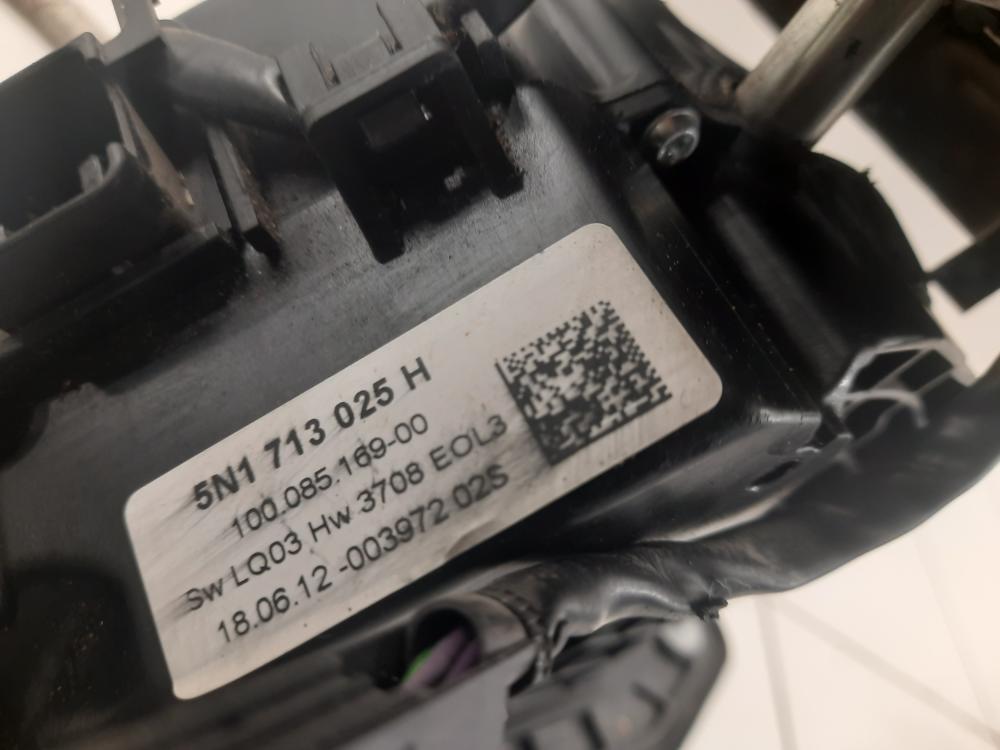 5N1 713 025 H
100.085.169-00
Sw LQ03 Hw 3708 EOL3
18.06.12 -003972 02S